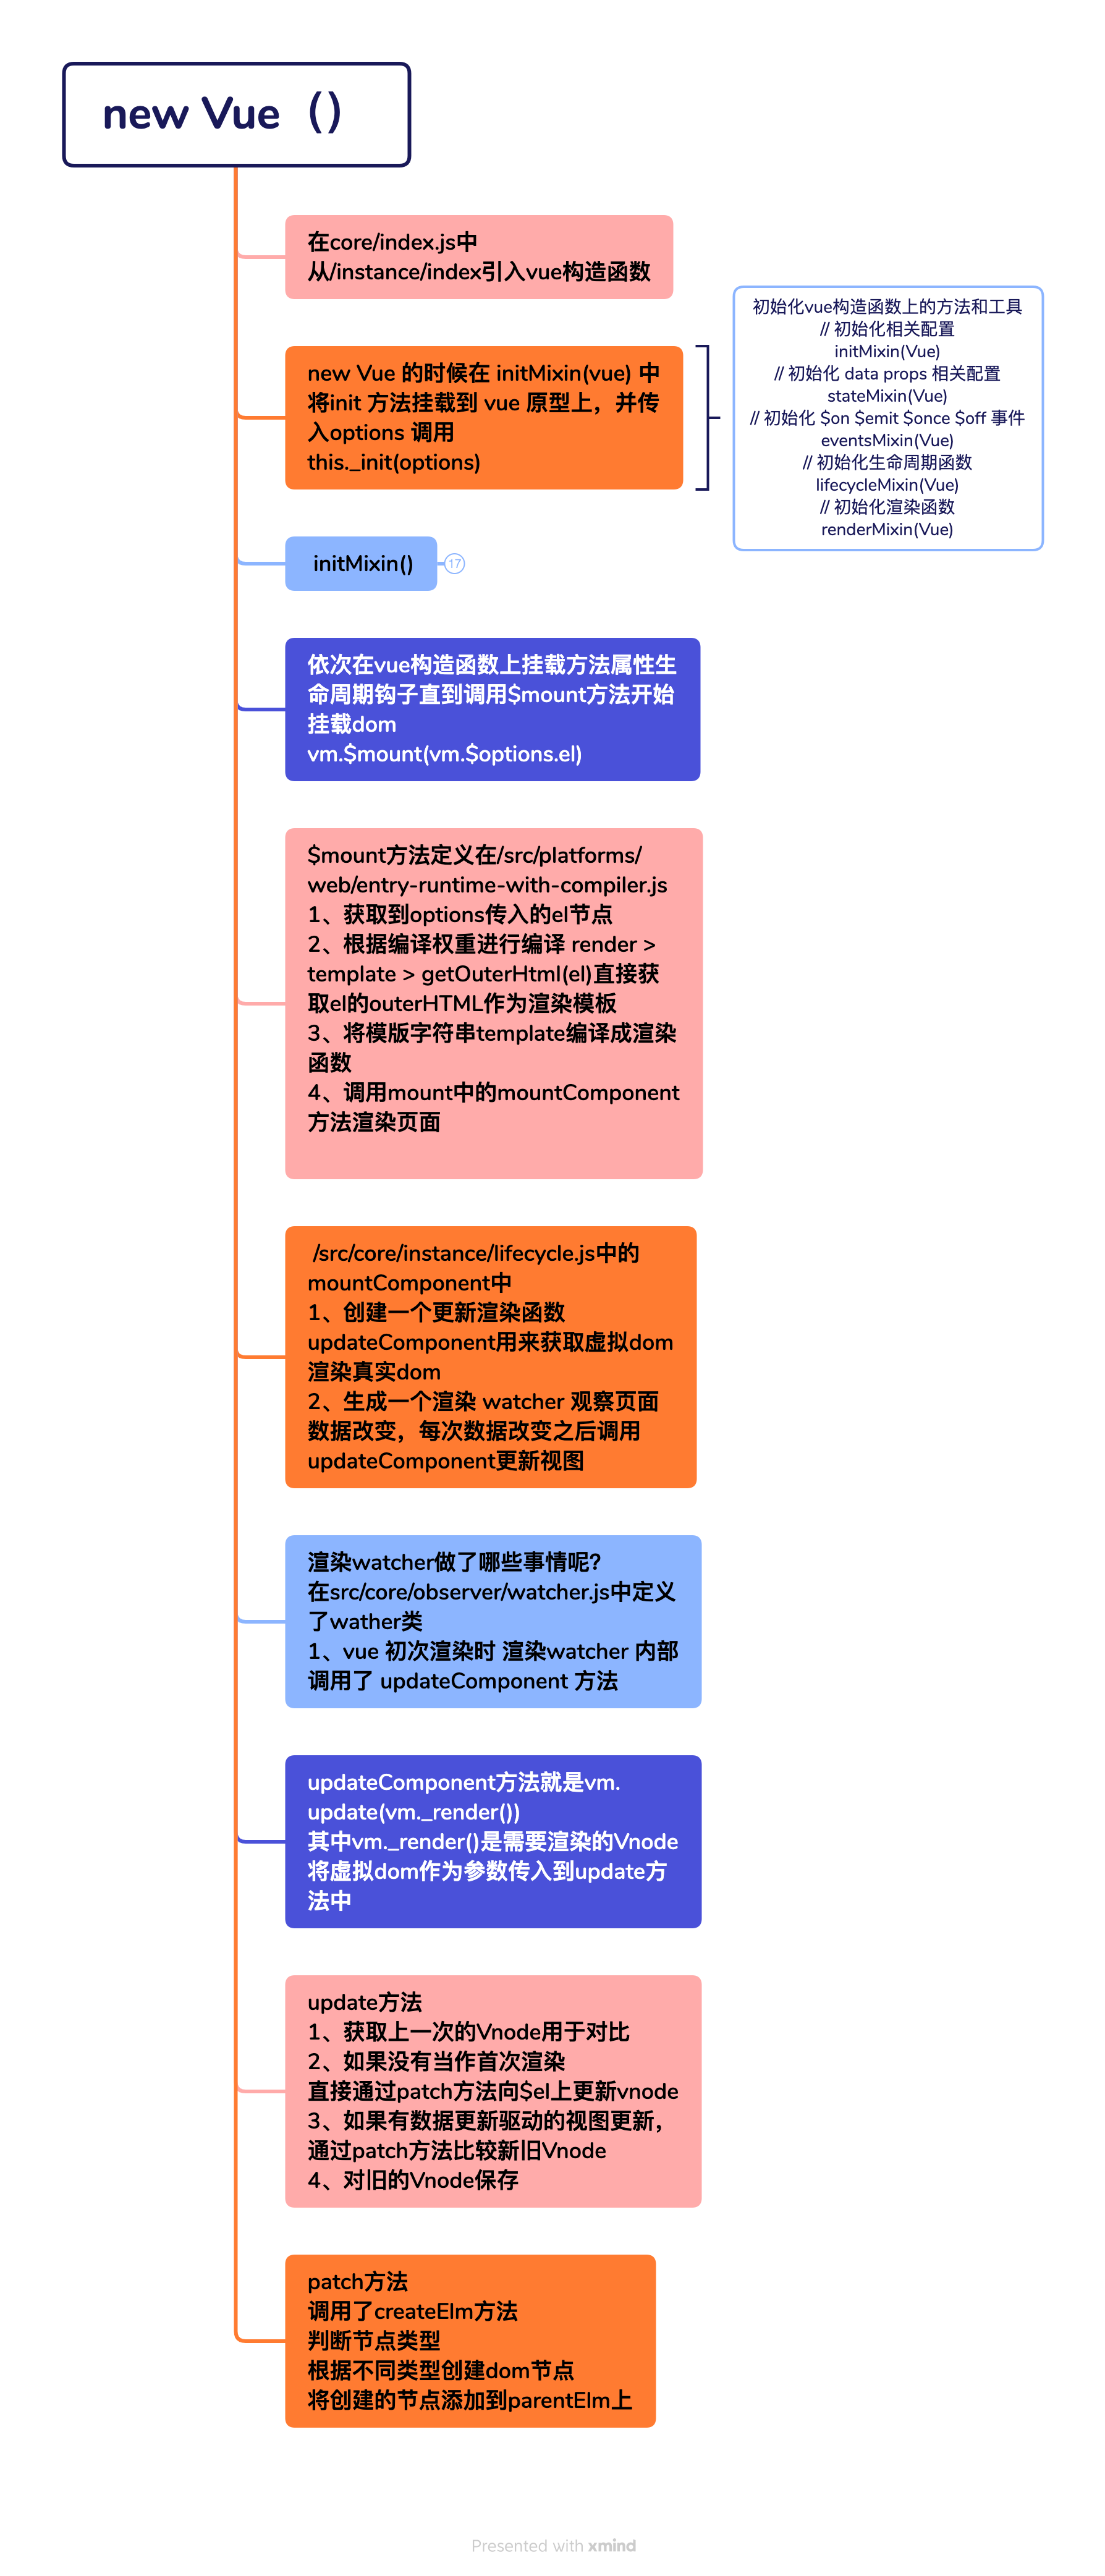 new Vue（）
在core/index.js中
从/instance/index引入vue构造函数
new Vue 的时候在 initMixin(vue) 中
将init 方法挂载到 vue 原型上，并传
入options 调用
this._init(options)
初始化vue构造函数上的方法和工具
// 初始化相关配置
initMixin(Vue)
// 初始化 data props 相关配置
stateMixin(Vue)
// 初始化 $on $emit $once $off 事件
eventsMixin(Vue)
// 初始化生命周期函数
lifecycleMixin(Vue)
// 初始化渲染函数
renderMixin(Vue)
initMixin()
17
依次在vue构造函数上挂载方法属性生
命周期钩子直到调用$mount方法开始
挂载dom
vm.$mount(vm.$options.el)
$mount方法定义在/src/platforms/
web/entry-runtime-with-compiler.js
1、获取到options传入的el节点
2、根据编译权重进行编译 render >
template > getOuterHtml(el)直接获
取el的outerHTML作为渲染模板
3、将模版字符串template编译成渲染
函数
4、调用mount中的mountComponent
方法渲染页面
/src/core/instance/lifecycle.js中的
mountComponent中
1、创建一个更新渲染函数
updateComponent用来获取虚拟dom
渲染真实dom
2、生成一个渲染 watcher 观察页面
数据改变，每次数据改变之后调用
updateComponent更新视图
渲染watcher做了哪些事情呢？
在src/core/observer/watcher.js中定义
了wather类
1、vue 初次渲染时 渲染watcher 内部
调用了 updateComponent 方法
updateComponent方法就是vm.
update(vm._render())
其中vm._render()是需要渲染的Vnode
将虚拟dom作为参数传入到update方
法中
update方法
1、获取上一次的Vnode用于对比
2、如果没有当作首次渲染
直接通过patch方法向$el上更新vnode
3、如果有数据更新驱动的视图更新，
通过patch方法比较新旧Vnode
4、对旧的Vnode保存
patch方法
调用了createElm方法
判断节点类型
根据不同类型创建dom节点
将创建的节点添加到parentElm上
Presented with xmind